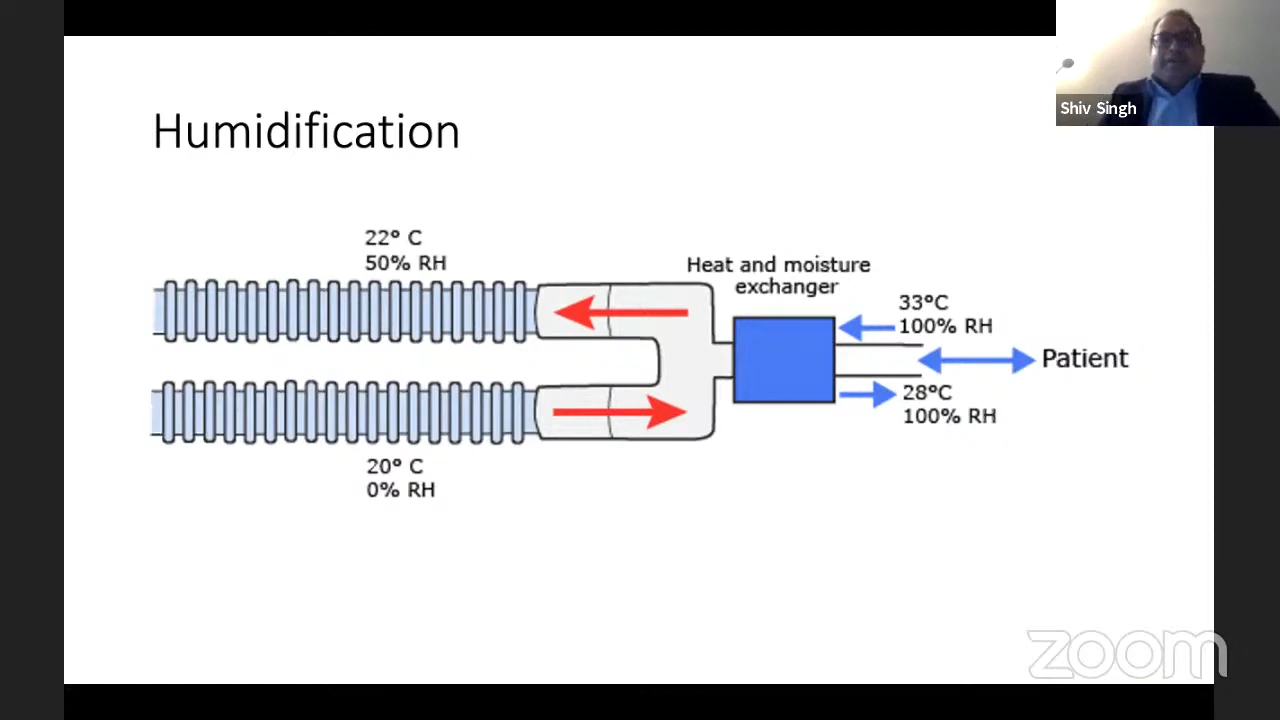 Shiv Singh
Humidification
22° C
50% RH
Heat and moisture
exchanger
33°C
100% RH
Patient
28°C
100% RH
20° C
0% RH
zoom